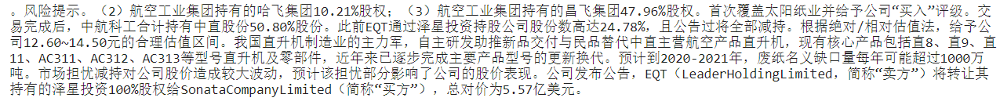 。风险提示。（2）航空工业集团持有的哈飞集团10.21%股权；（3）航空工业集团持有的昌飞集团47.96%股权。首次覆盖太阳纸业并给予公司“买入”评级。交
易完成后，中航科工合计持有中直股份50.80%股份。此前EQT通过泽星投资持股公司股份数高达24.78%，且公告过将全部减持。根据绝对/相对估值法，给予公
司12.60~14.50元的合理估值区间。我国直升机制造业的主力军，自主研发助推新品交付与民品替代中直主营航空产品直升机，现有核心产品包括直8、直9、直
11、AC311、AC312、AC313等型号直升机及零部件，近年来已逐步完成主要产品型号的更新换代。预计到2020-2021年，废纸名义缺口量每年可能超过1000万
吨。市场担忧减持对公司股价造成较大波动，预计该担忧部分影响了公司的股价表现。公司发布公告，EQT（LeaderHoldingLimited，简称“卖方”）将转让其
持有的泽星投资100%股权给SonataCompanyLimited（简称“买方”），总对价为5.57亿美元。